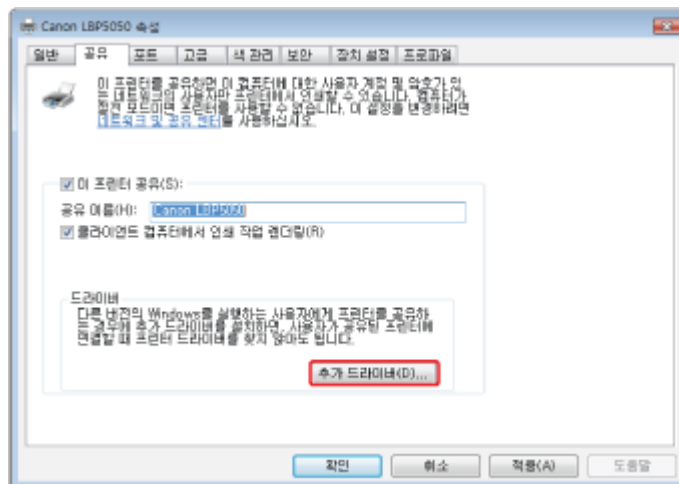 Canon LBP5050 속성
일반 공유 포트 고급 색 관리 보안 장치 설정 프로파일
이 프린터를 공유하면 이 컴퓨터에 대한 사용자 계정 및 암호가 있
는 네트워크의 사용자만 프린터에서 인쇄할 수 있습니다. 컴퓨터가
절전 모드이면 프린터를 사용할 수 없습니다. 이 설정을 변경하려면
네트워크 및 공유 센터를 사용하십시오.
이 프린터 공유(S):
공유 이름(H): Canon LBP5050
클라이언트 컴퓨터에서 인쇄 작업 렌더링(R)
드라이버
다른 버전의 Windows를 실행하는 사용자에게 프린터를 공유하
는 경우에 추가 드라이버를 설치하면, 사용자가 공유된 프린터에
연결할 때 프린터 드라이버를 찾지 않아도 됩니다.
추가 드라이버(D)...
확인 취소 적용(A) 도움말